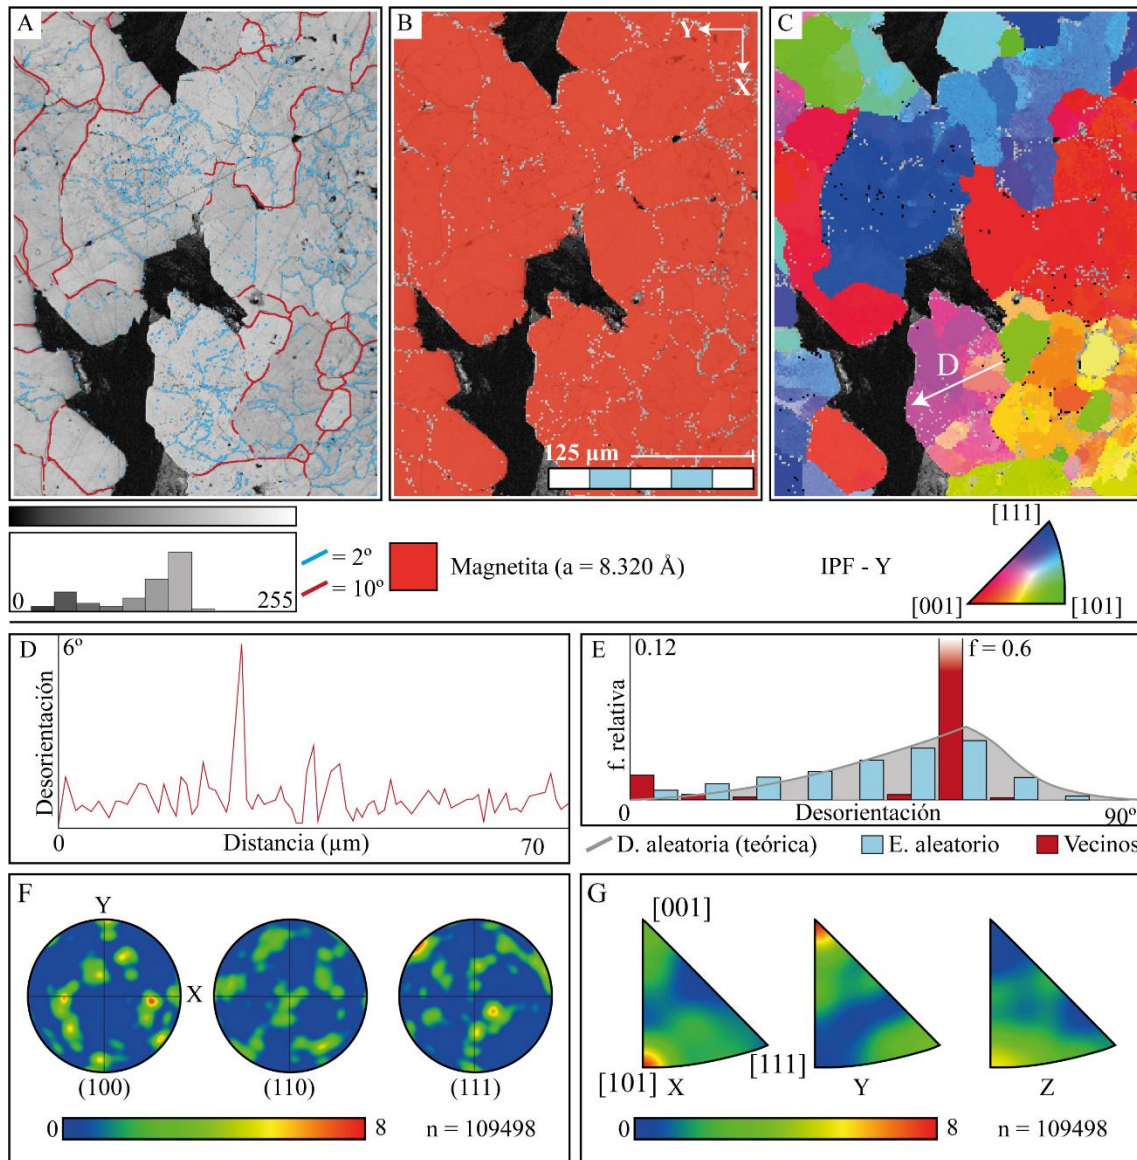 A
B
Y
X
C
D
125 µm
0
255
= 2º
= 10º
Magnetita (a = 8.320 Å)
IPF - Y
[111]
[001]
[101]
D
6º
Desorientación
0
Distancia (µm)
70
E
0.12
f = 0.6
f. relativa
0
Desorientación
90º
D. aleatoria (teórica)
E. aleatorio
Vecinos
F
Y
X
(100)
(110)
(111)
0
8
n = 109498
G
[001]
[101]
[111]
X
Y
Z
0
8
n = 109498